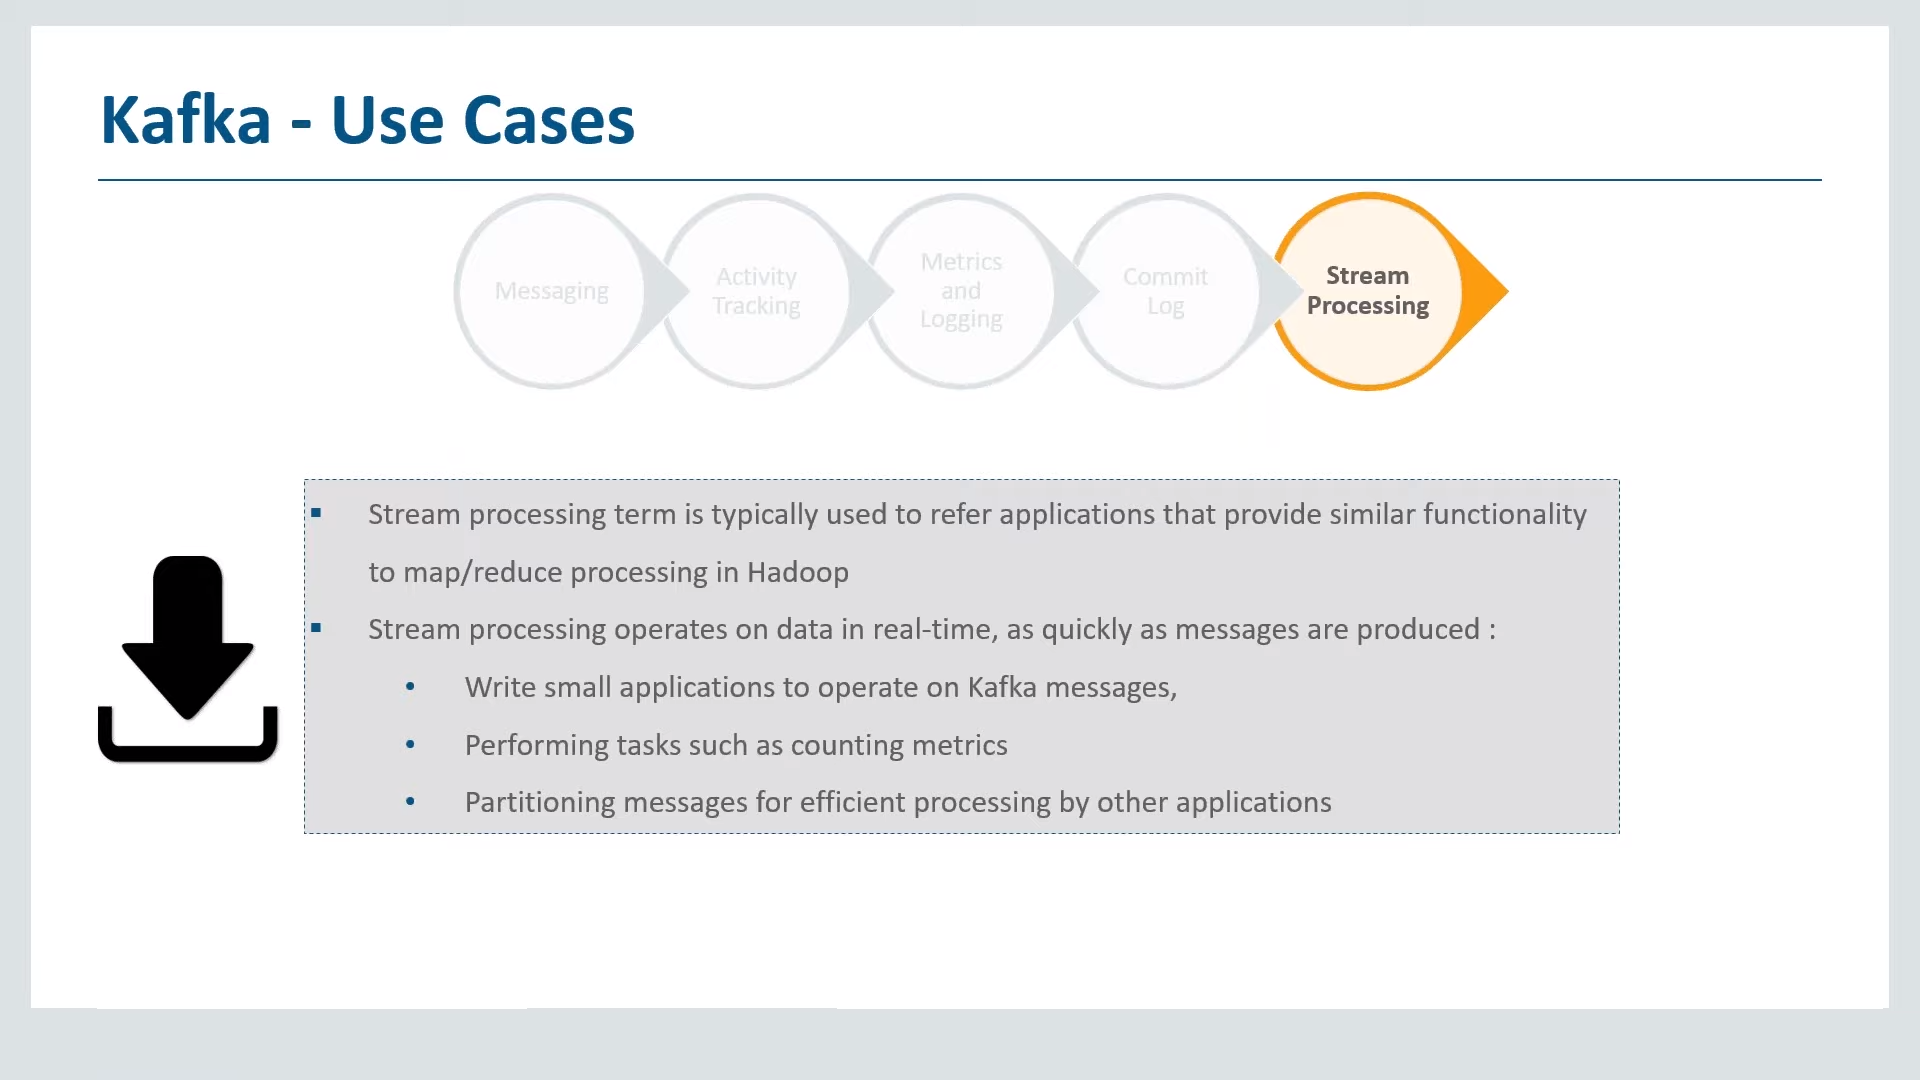 Kafka - Use Cases
Messaging
Activity
Tracking
Metrics
and
Logging
Commit
Log
Stream
Processing
Stream processing term is typically used to refer applications that provide similar functionality
to map/reduce processing in Hadoop
Stream processing operates on data in real-time, as quickly as messages are produced :
Write small applications to operate on Kafka messages,
Performing tasks such as counting metrics
Partitioning messages for efficient processing by other applications